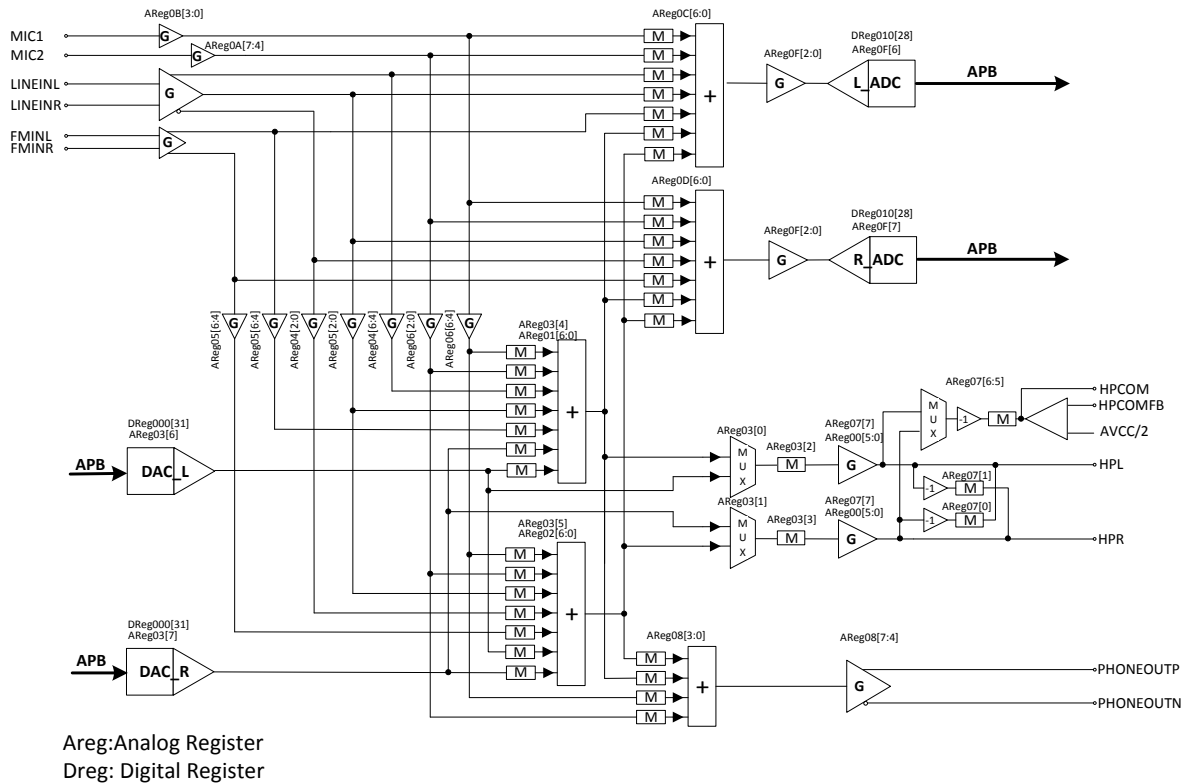 AReg0B[3:0]
AReg0C[6:0]
MIC1
G
M
DReg010[28]
AReg0A[7:4]
AReg0F[2:0]
AReg0F[6]
MIC2
G
M
LINEINL
M
APB
G
M
+
G
L_ADC
LINEINR
M
FMINL
M
FMINR
G
M
AReg0D[6:0]
M
DReg010[28]
M
AReg0F[2:0]
AReg0F[7]
M
APB
M
+
G
R_ADC
M
M
M
G
G
G
G
G
G
G
AReg05[6:4]
AReg05[6:4]
AReg04[2:0]
AReg05[2:0]
AReg04[6:4]
AReg06[2:0]
AReg06[6:4]
AReg03[4]
AReg01[6:0]
M
M
M
M
M
M
M
+
AReg07[6:5]
MUX
-1
M
HPCOM
HPCOMFB
AVCC/2
DReg000[31]
AReg03[6]
APB
DAC_L
AReg03[0]
MUX
AReg03[2]
M
AReg07[7]
AReg00[5:0]
G
HPL
-1
AReg07[1]
M
AReg03[1]
MUX
AReg03[3]
M
AReg07[7]
AReg00[5:0]
G
-1
AReg07[0]
M
HPR
AReg03[5]
AReg02[6:0]
M
M
M
M
M
M
M
+
DReg000[31]
AReg03[7]
APB
DAC_R
AReg08[3:0]
M
M
M
M
+
AReg08[7:4]
G
PHONEOUTP
PHONEOUTN
Areg:Analog Register
Dreg: Digital Register